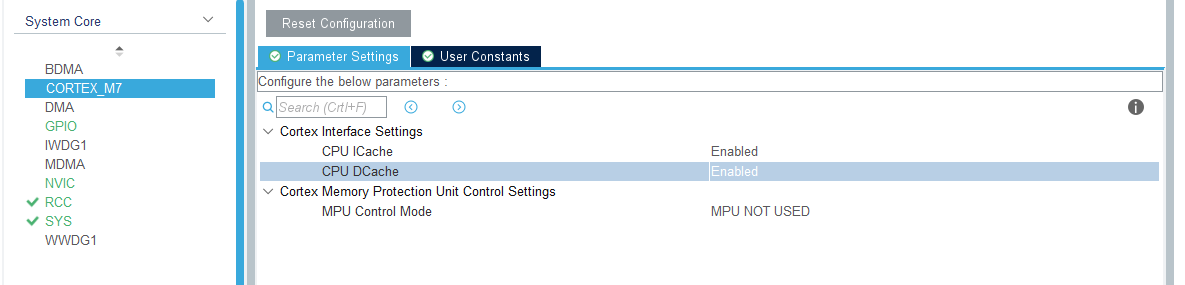 System Core
BDMA
CORTEX_M7
DMA
GPIO
IWDG1
MDMA
NVIC
RCC
SYS
WWDG1
Reset Configuration
Parameter Settings
User Constants
Configure the below parameters :
Search (Crtl+F)
Cortex Interface Settings
CPU ICache Enabled
CPU DCache Enabled
Cortex Memory Protection Unit Control Settings
MPU Control Mode MPU NOT USED